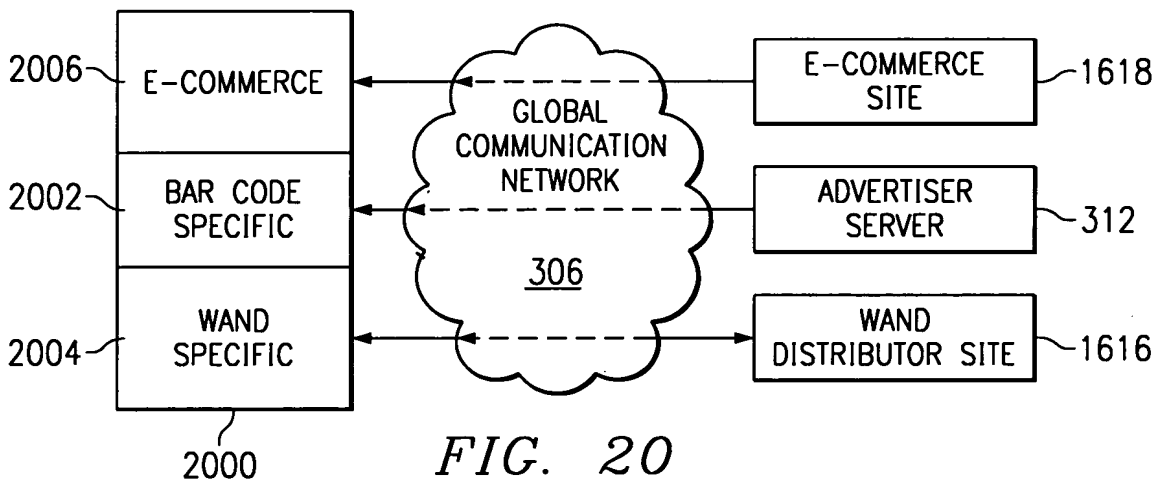 2006
E-COMMERCE
GLOBAL
COMMUNICATION
NETWORK
E-COMMERCE
SITE
1618
2002
BAR CODE
SPECIFIC
ADVERTISER
SERVER
312
306
2004
WAND
SPECIFIC
WAND
DISTRIBUTOR SITE
1616
2000
FIG. 20